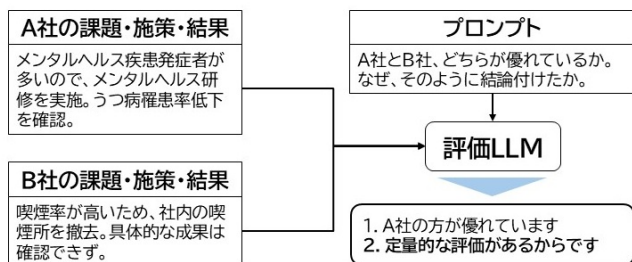 A社の課題・施策・結果
メンタルヘルス疾患発症者が
多いので、メンタルヘルス研
修を実施。うつ病罹患率低下
を確認。
B社の課題・施策・結果
喫煙率が高いため、社内の喫
煙所を撤去。具体的な成果は
確認できず。
プロンプト
A社とB社、どちらが優れているか。
なぜ、そのように結論付けたか。
評価LLM
1. A社の方が優れています
2. 定量的な評価があるからです